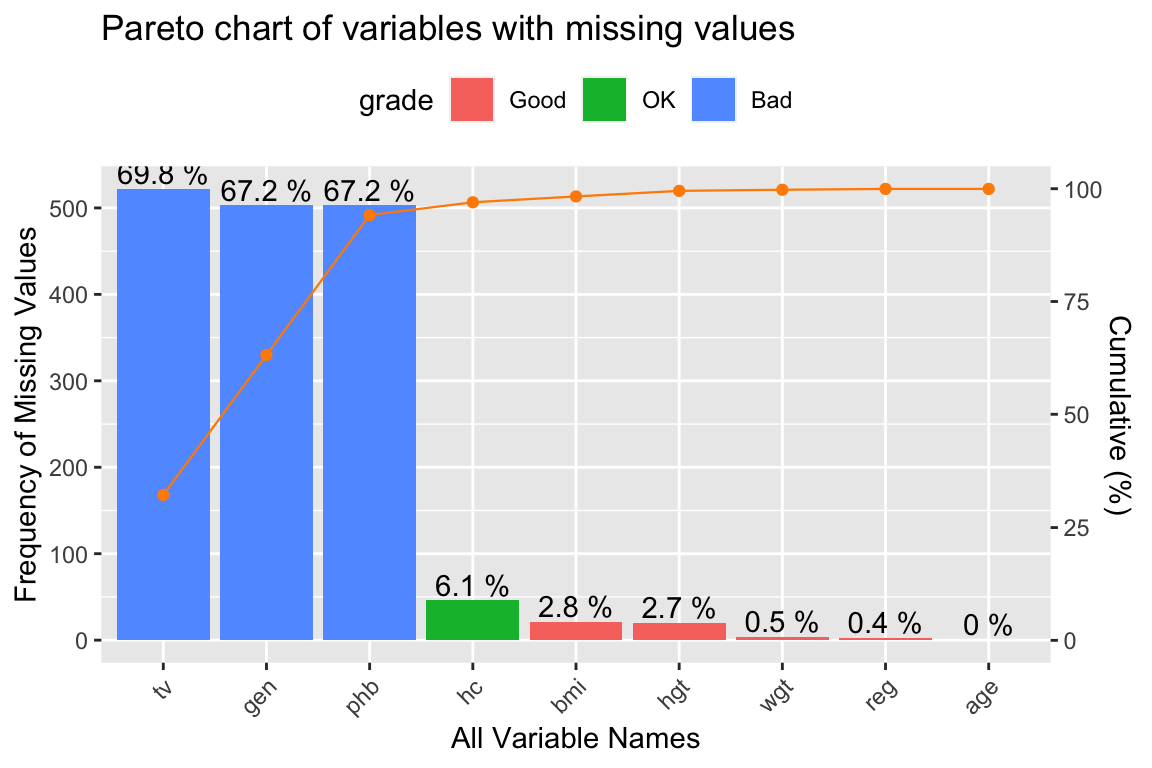 Pareto chart of variables with missing values
grade Good OK Bad
69.8 % 67.2 % 67.2 % 6.1 % 2.8 % 2.7 % 0.5 % 0.4 % 0 %
Frequency of Missing Values
500
400
300
200
100
0
100
75
50
25
0
Cumulative (%)
tv gen phb hc bmi hgt wgt reg age
All Variable Names